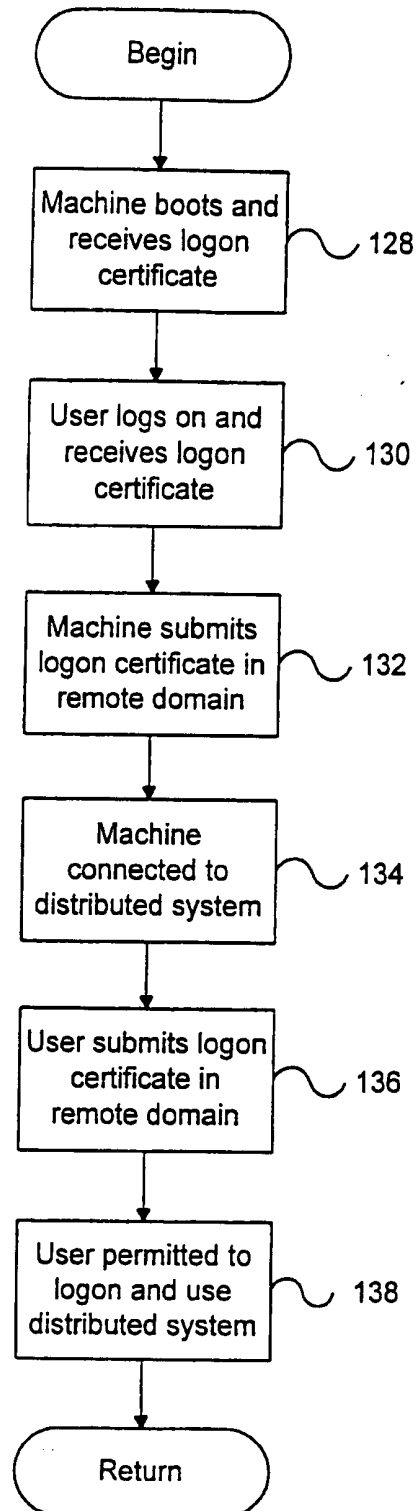 Begin
Machine boots and
receives logon
certificate
128
User logs on and
receives logon
certificate
130
Machine submits
logon certificate in
remote domain
132
Machine
connected to
distributed system
134
User submits logon
certificate in
remote domain
136
User permitted to
logon and use
distributed system
138
Return